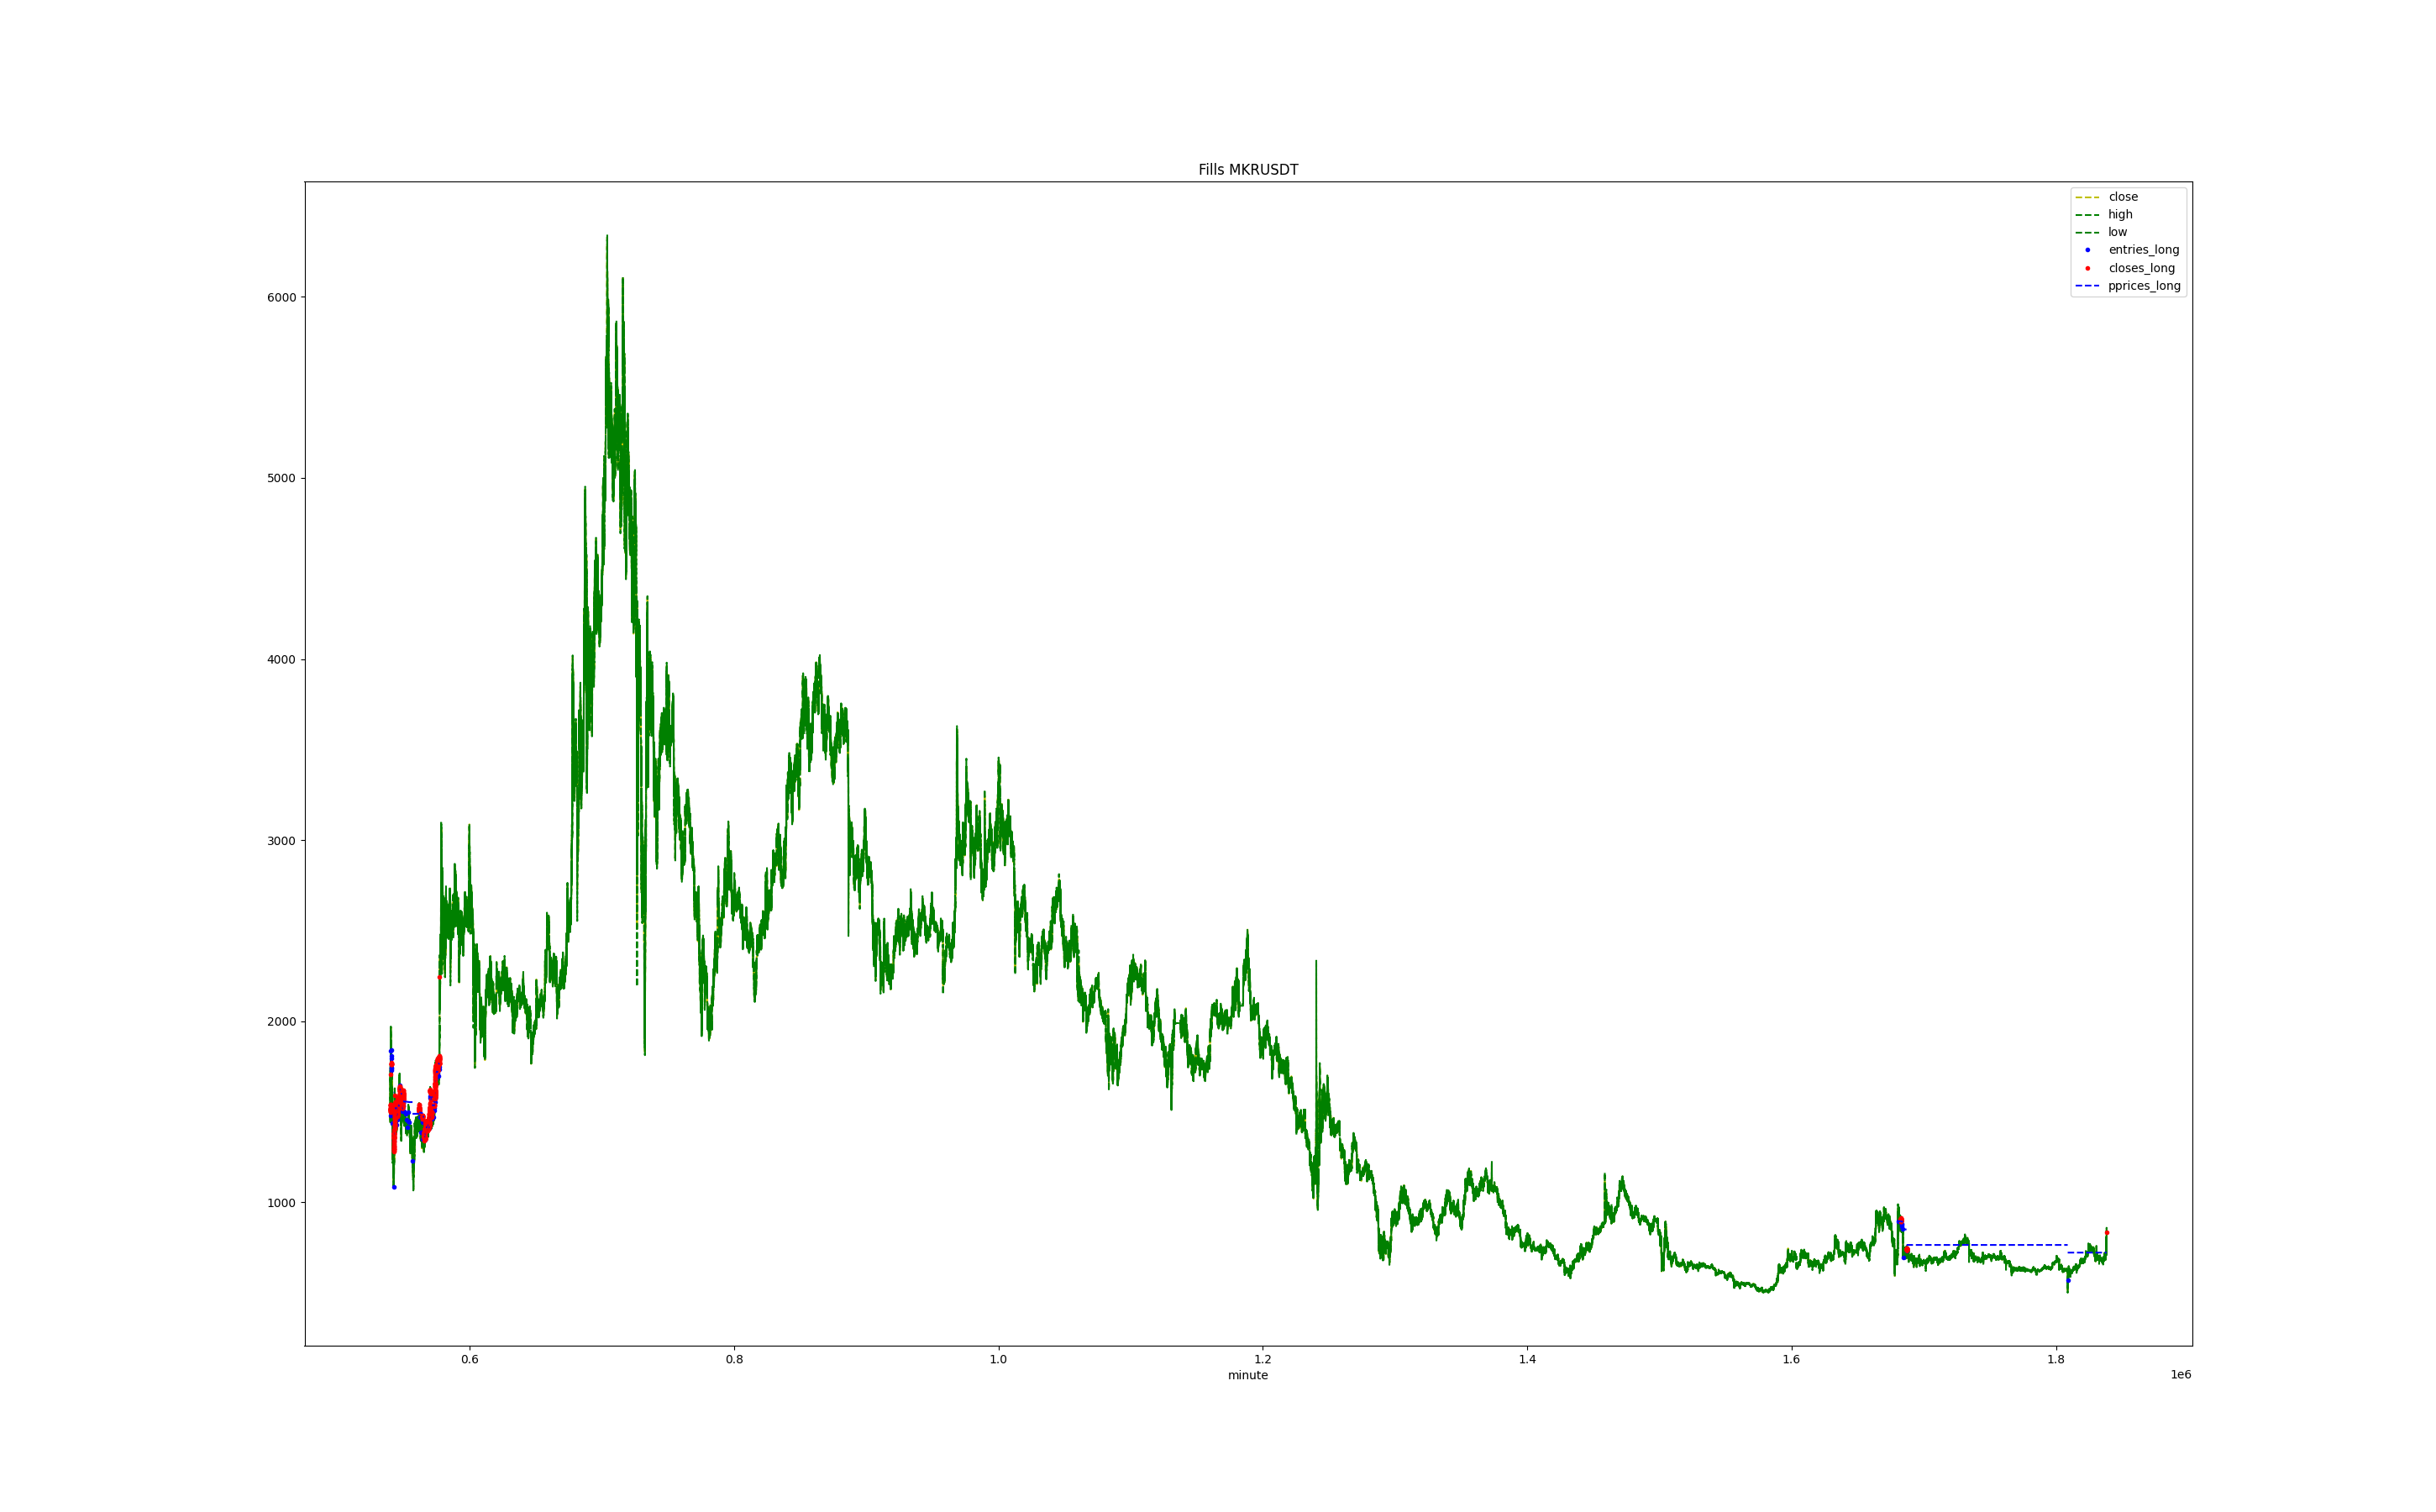 Fills MKRUSDT
close
high
low
entries_long
closes_long
pprices_long
6000
5000
4000
3000
2000
1000
0.6 0.8 1.0 1.2 1.4 1.6 1.8
minute
1e6